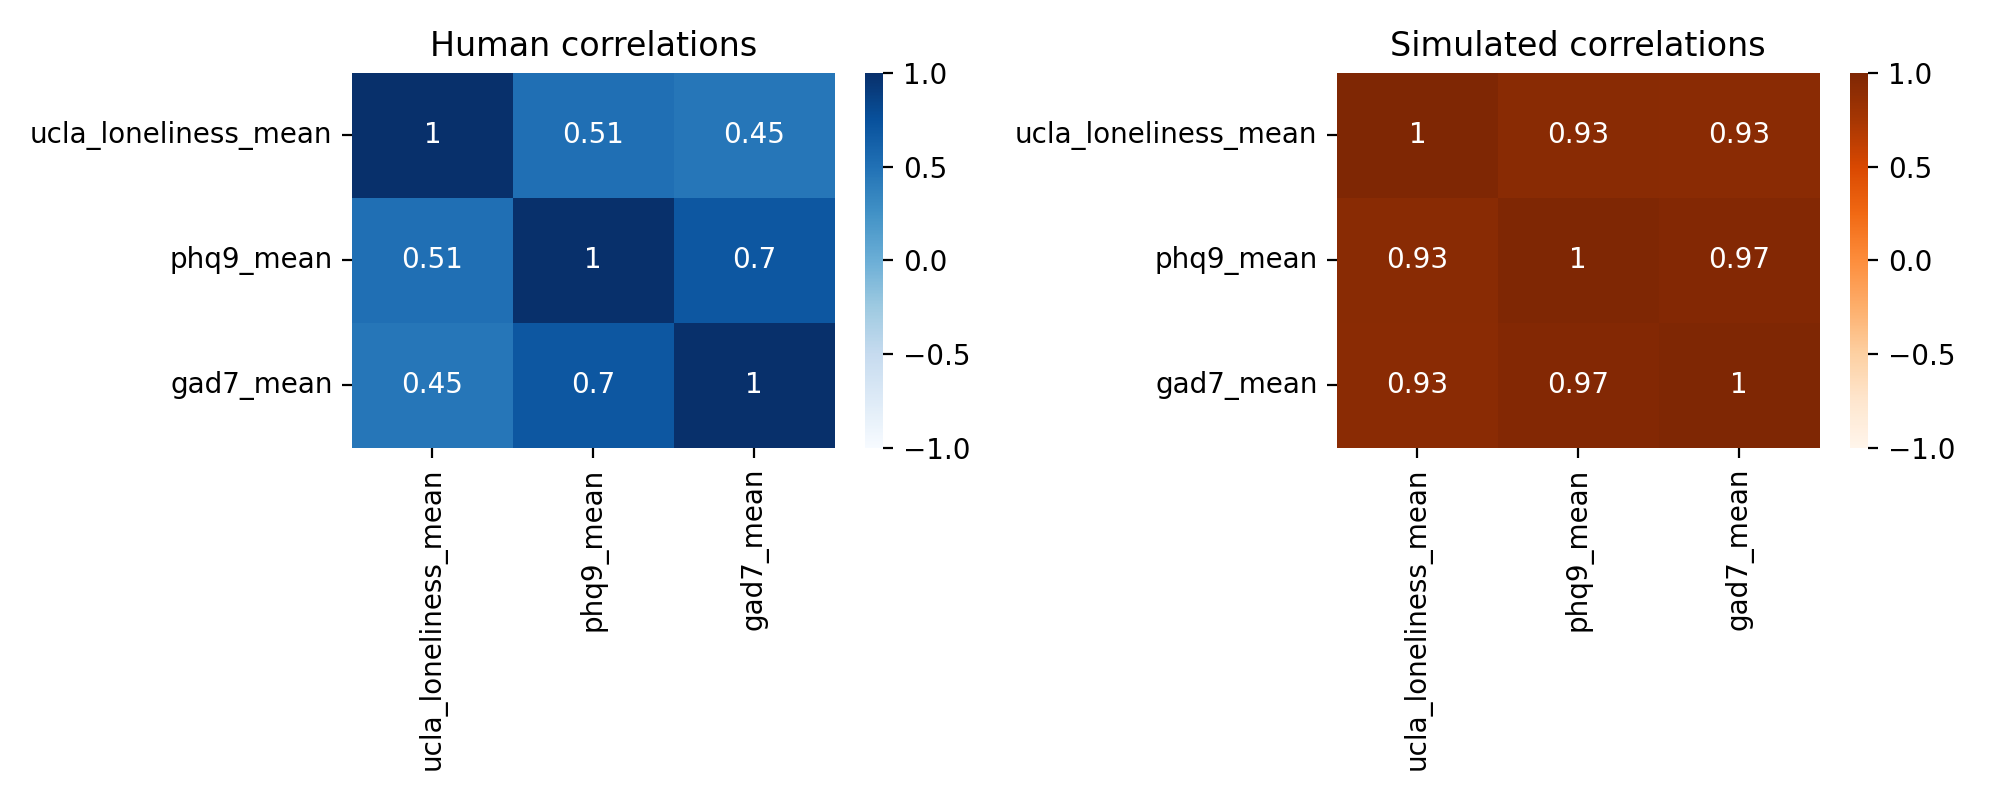 Human correlations
ucla_loneliness_mean
phq9_mean
gad7_mean
1 0.51 0.45
0.51 1 0.7
0.45 0.7 1
1.0
0.5
0.0
−0.5
−1.0
ucla_loneliness_mean
phq9_mean
gad7_mean
Simulated correlations
ucla_loneliness_mean
phq9_mean
gad7_mean
1 0.93 0.93
0.93 1 0.97
0.93 0.97 1
1.0
0.5
0.0
−0.5
−1.0
ucla_loneliness_mean
phq9_mean
gad7_mean